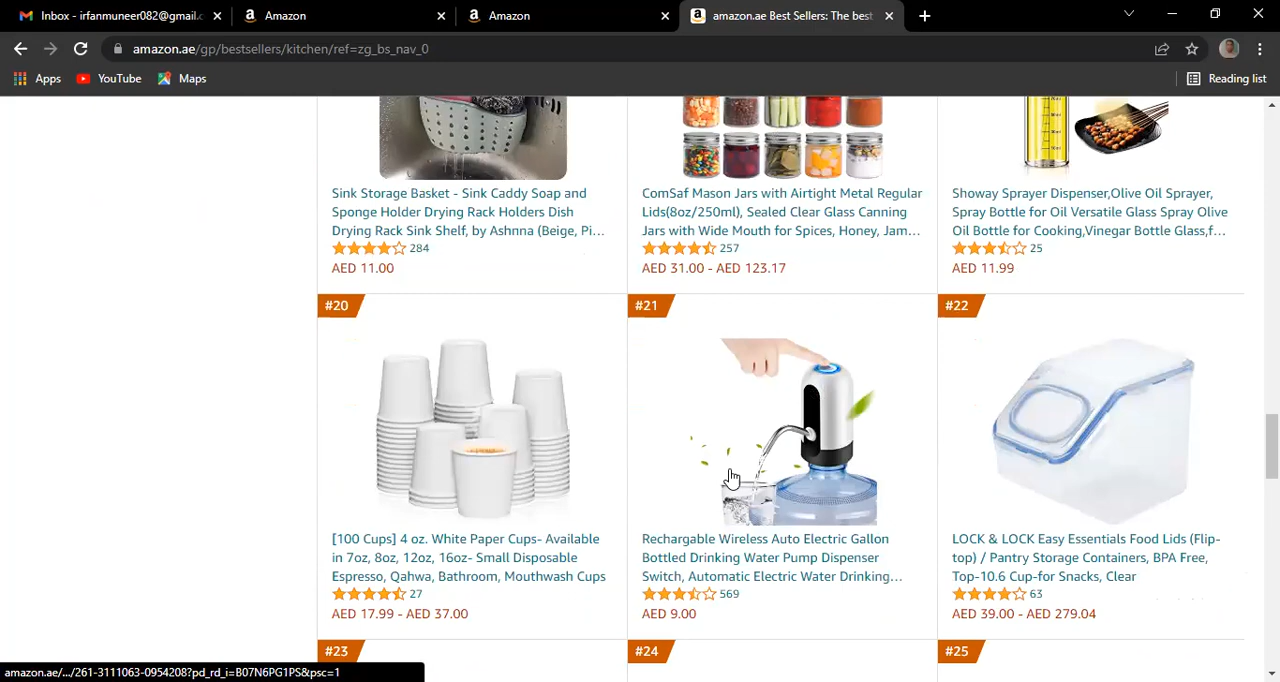 Inbox - irfanmuneer082@gmail.c
Amazon
Amazon
amazon.ae Best Sellers: The best
amazon.ae/gp/bestsellers/kitchen/ref=zg_bs_nav_0
Apps
YouTube
Maps
Reading list
Sink Storage Basket - Sink Caddy Soap and
Sponge Holder Drying Rack Holders Dish
Drying Rack Sink Shelf, by Ashnna (Beige, Pi...
284
AED 11.00
ComSaf Mason Jars with Airtight Metal Regular
Lids(8oz/250ml), Sealed Clear Glass Canning
Jars with Wide Mouth for Spices, Honey, Jam...
257
AED 31.00 - AED 123.17
Showay Sprayer Dispenser,Olive Oil Sprayer,
Spray Bottle for Oil Versatile Glass Spray Olive
Oil Bottle for Cooking,Vinegar Bottle Glass,f...
25
AED 11.99
#20
[100 Cups] 4 oz. White Paper Cups- Available
in 7oz, 8oz, 12oz, 16oz- Small Disposable
Espresso, Qahwa, Bathroom, Mouthwash Cups
27
AED 17.99 - AED 37.00
#21
Rechargable Wireless Auto Electric Gallon
Bottled Drinking Water Pump Dispenser
Switch, Automatic Electric Water Drinking...
569
AED 9.00
#22
LOCK & LOCK Easy Essentials Food Lids (Flip-
top) / Pantry Storage Containers, BPA Free,
Top-10.6 Cup-for Snacks, Clear
63
AED 39.00 - AED 279.04
#23
#24
#25
amazon.ae/.../261-3111063-0954208?pd_rd_i=B07N6PG1PS&psc=1